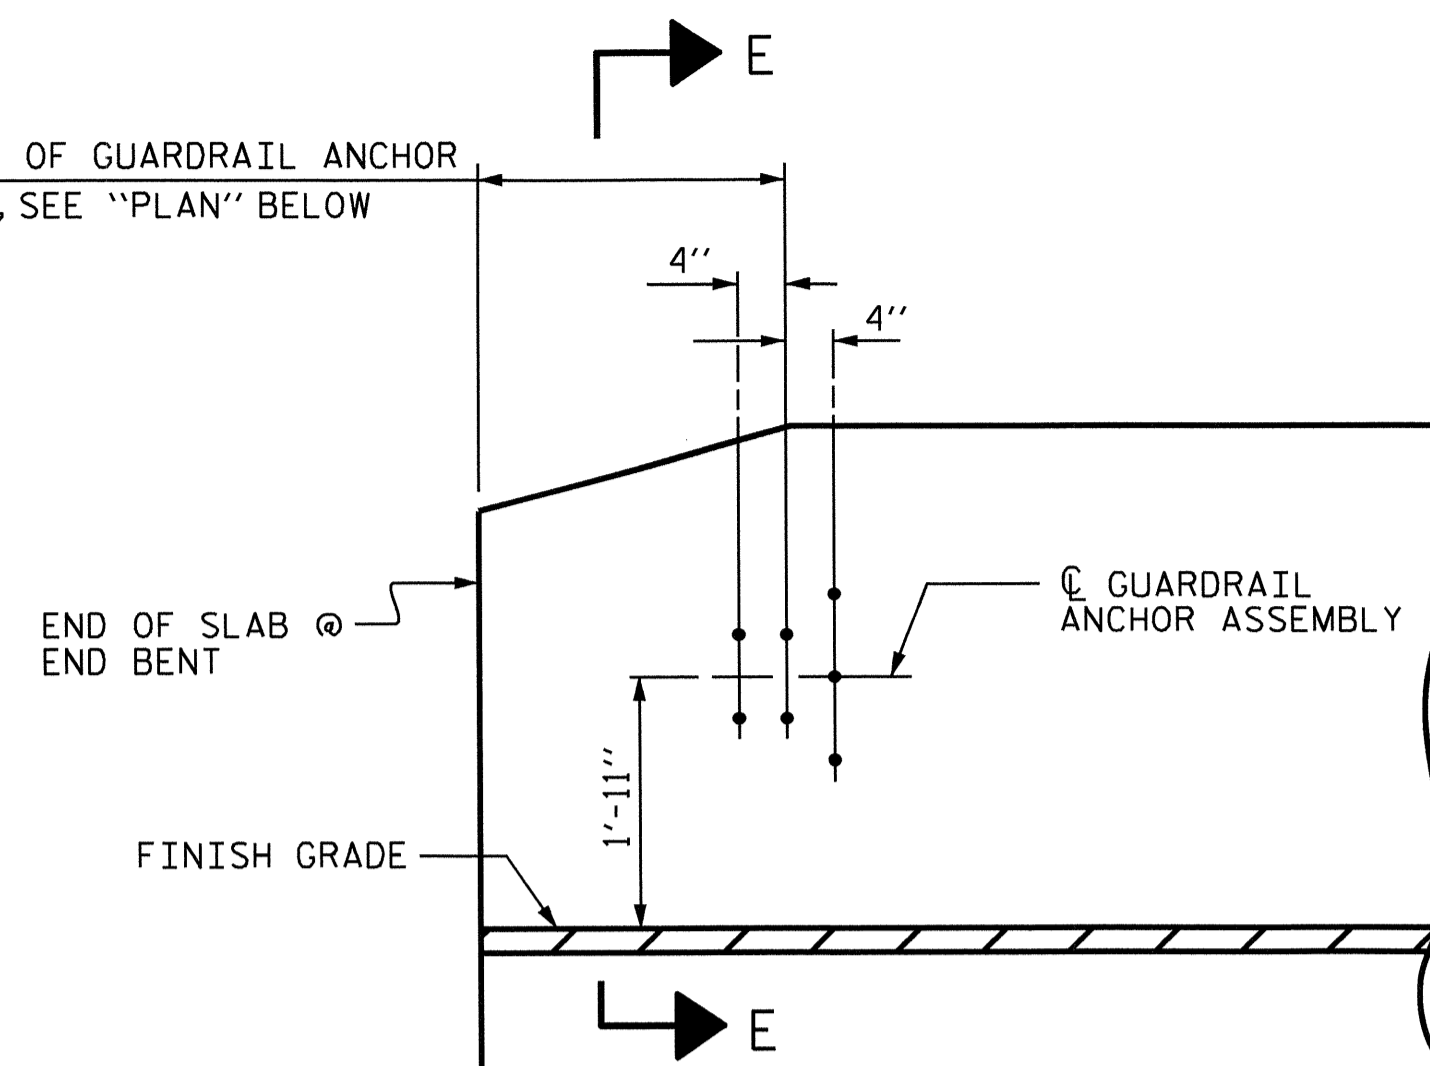 E
OF GUARDRAIL ANCHOR
, SEE "PLAN" BELOW
4"
4"
℄ GUARDRAIL
ANCHOR ASSEMBLY
END OF SLAB @
END BENT
1'-11"
FINISH GRADE
E